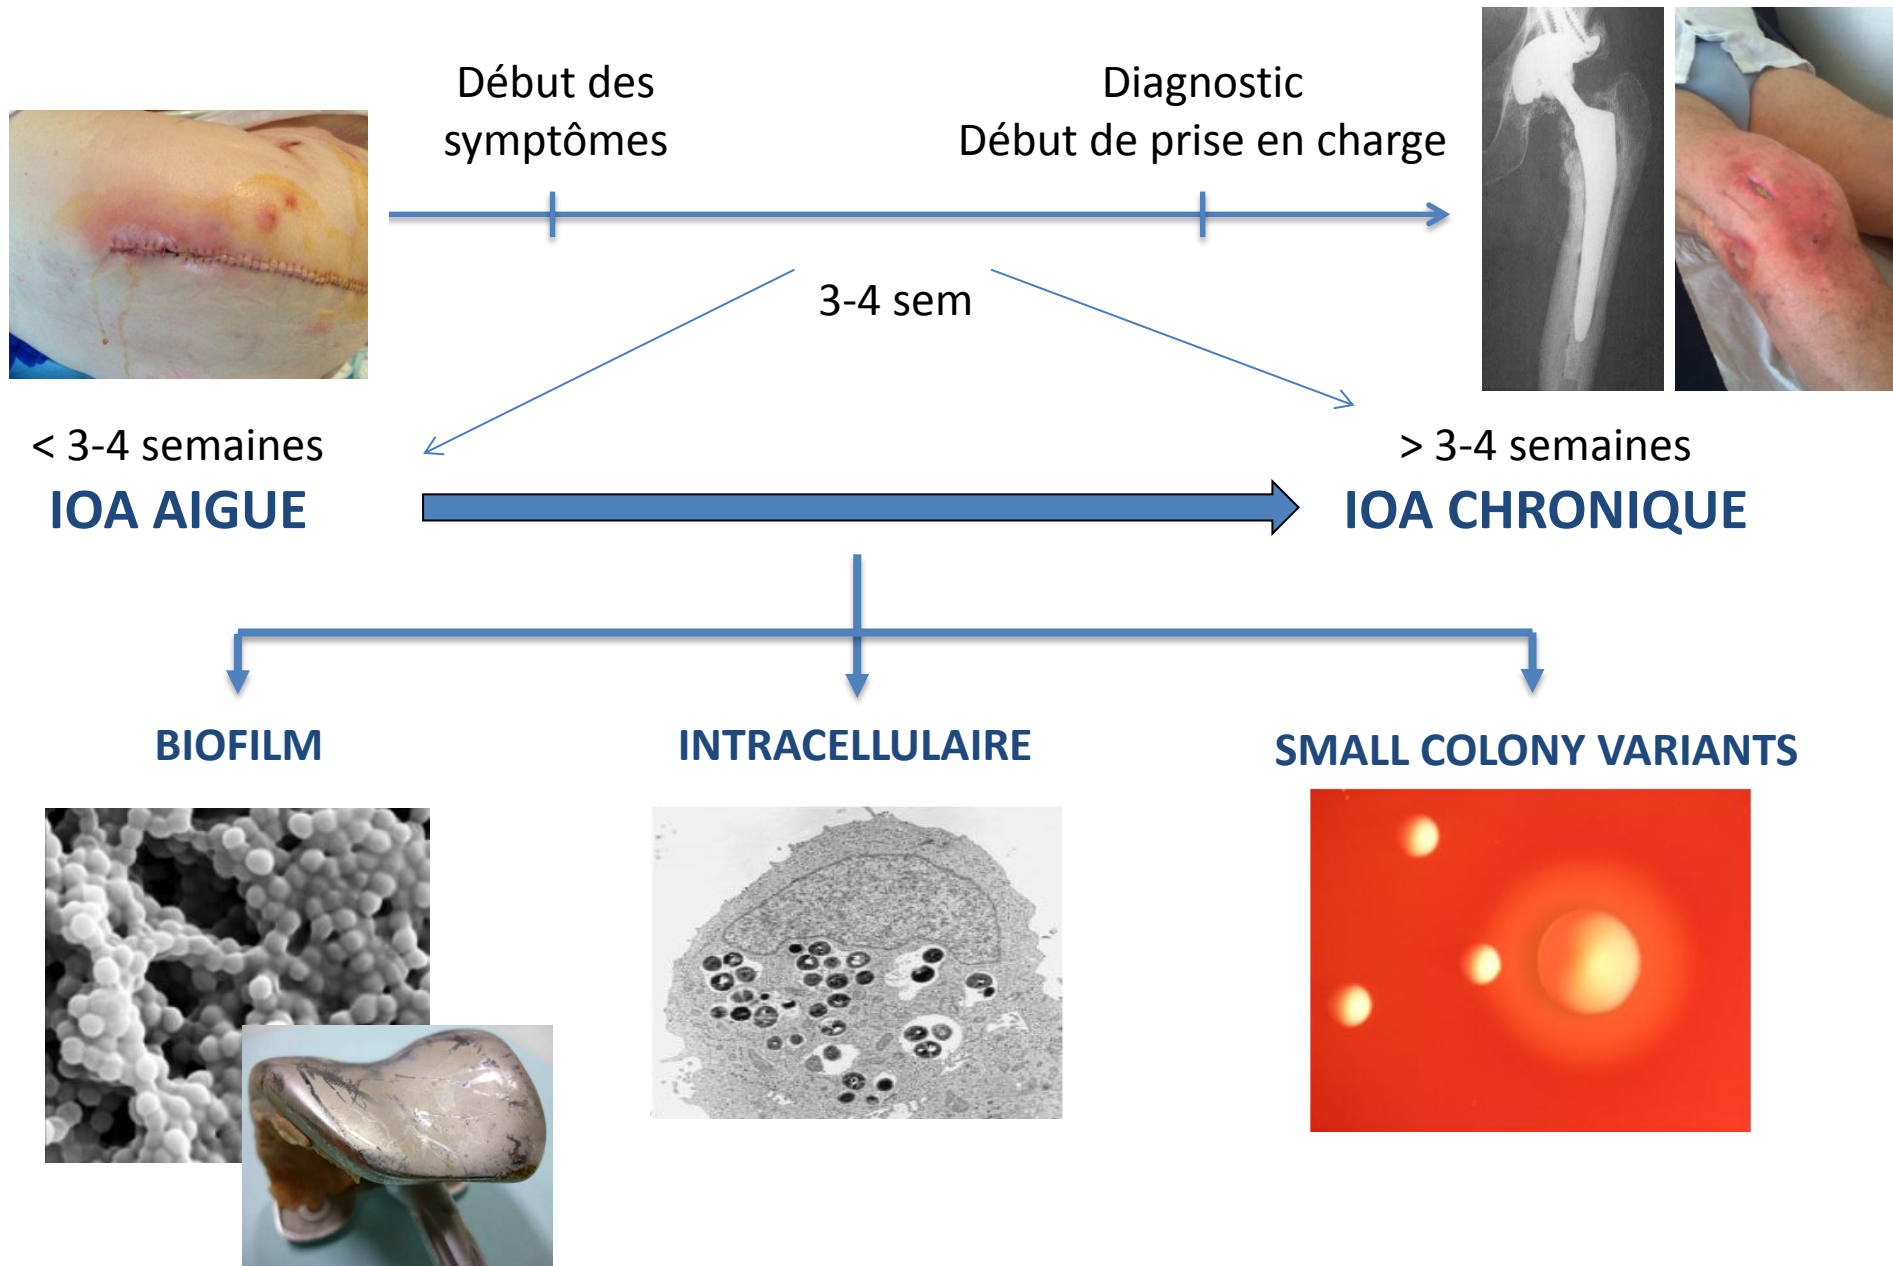 Début des
symptômes
Diagnostic
Début de prise en charge
3-4 sem
< 3-4 semaines
IOA AIGUE
> 3-4 semaines
IOA CHRONIQUE
BIOFILM
INTRACELLULAIRE
SMALL COLONY VARIANTS